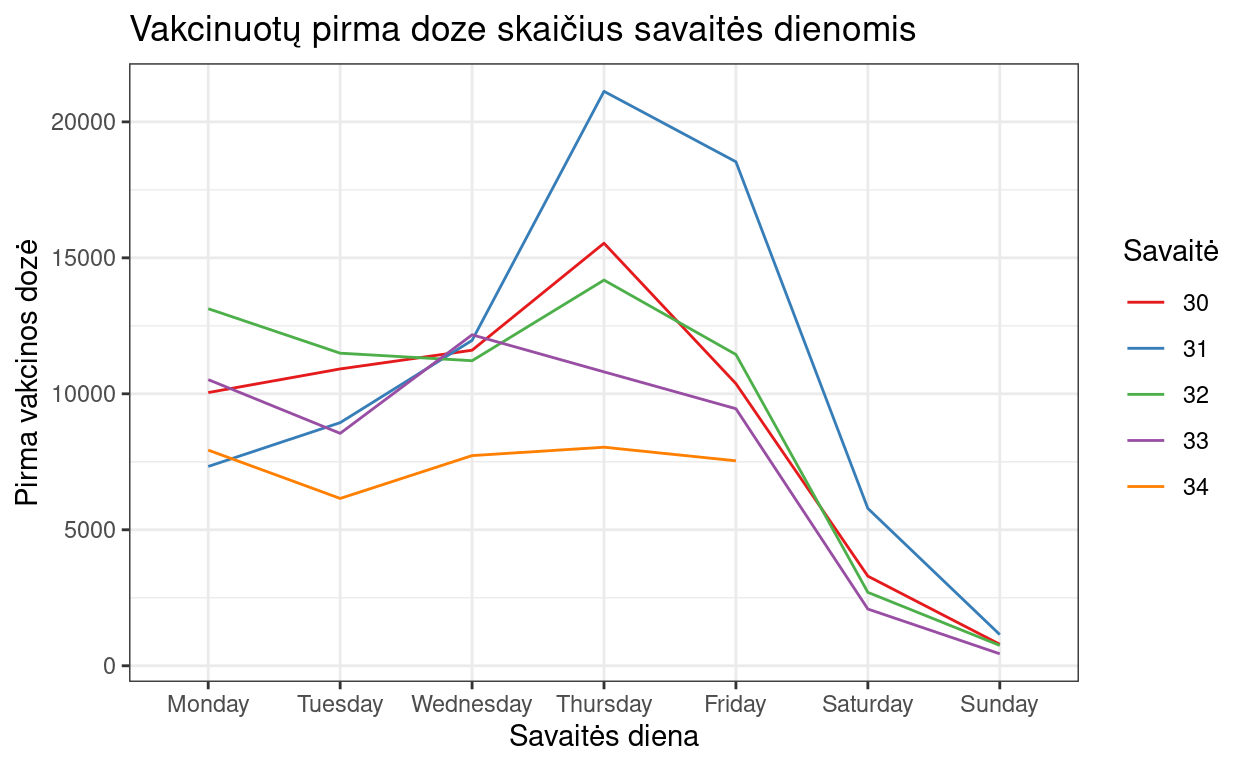 Vakcinuotų pirma doze skaičius savaitės dienomis
Pirma vakcinos dozė
20000
15000
10000
5000
0
Monday Tuesday Wednesday Thursday Friday Saturday Sunday
Savaitės diena
Savaitė
30
31
32
33
34